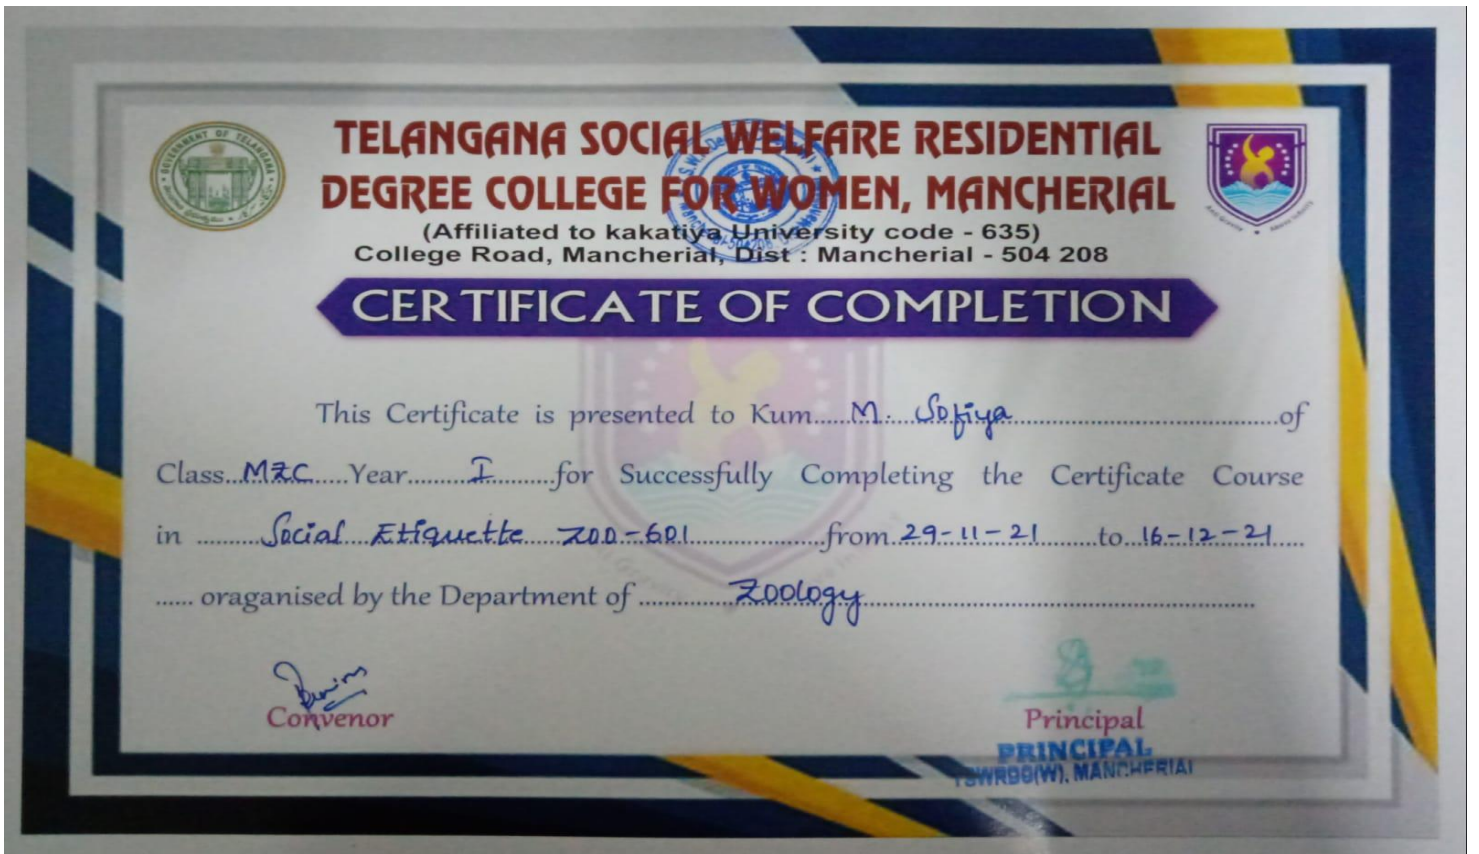 GOVERNMENT OF TELANGANA
TELANGANA SOCIAL WELFARE RESIDENTIAL
DEGREE COLLEGE FOR WOMEN, MANCHERIAL
(Affiliated to kakatiya University code - 635)
College Road, Mancherial, Dist : Mancherial - 504 208
CERTIFICATE OF COMPLETION
This Certificate is presented to Kum......M. Sofiya..............................of
Class...MZC.....Year..........I..........for Successfully Completing the Certificate Course
in ..........Social Etiquette ZOO-601....................from..29-11-21.......to..16-12-21.....
...... oraganised by the Department of ...............Zoology............................................................
Convenor
Principal
PRINCIPAL
TSWRDC(W), MANCHERIAL